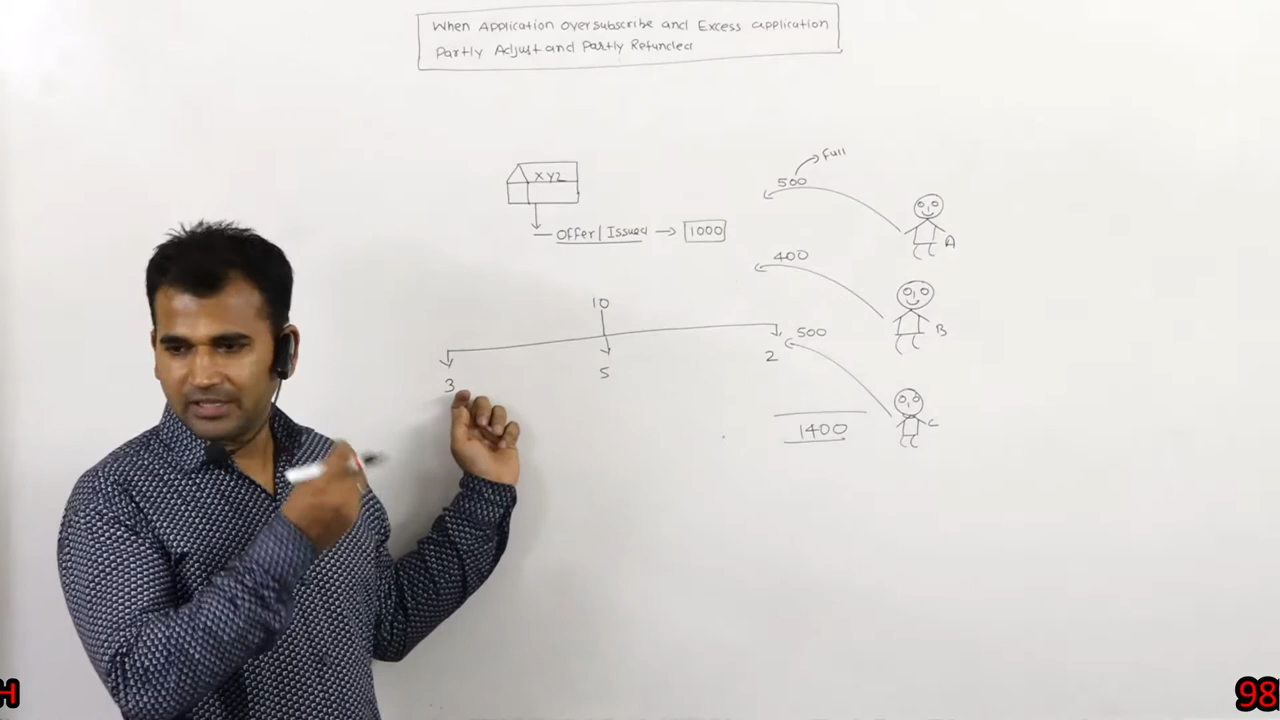 When Application oversubscribe and Excess application
Partly Adjust and Partly Refunded
Full
500
XYZ
Offer/Issued → 1000
A
400
10
B
500
2
3
5
C
1400
H
98